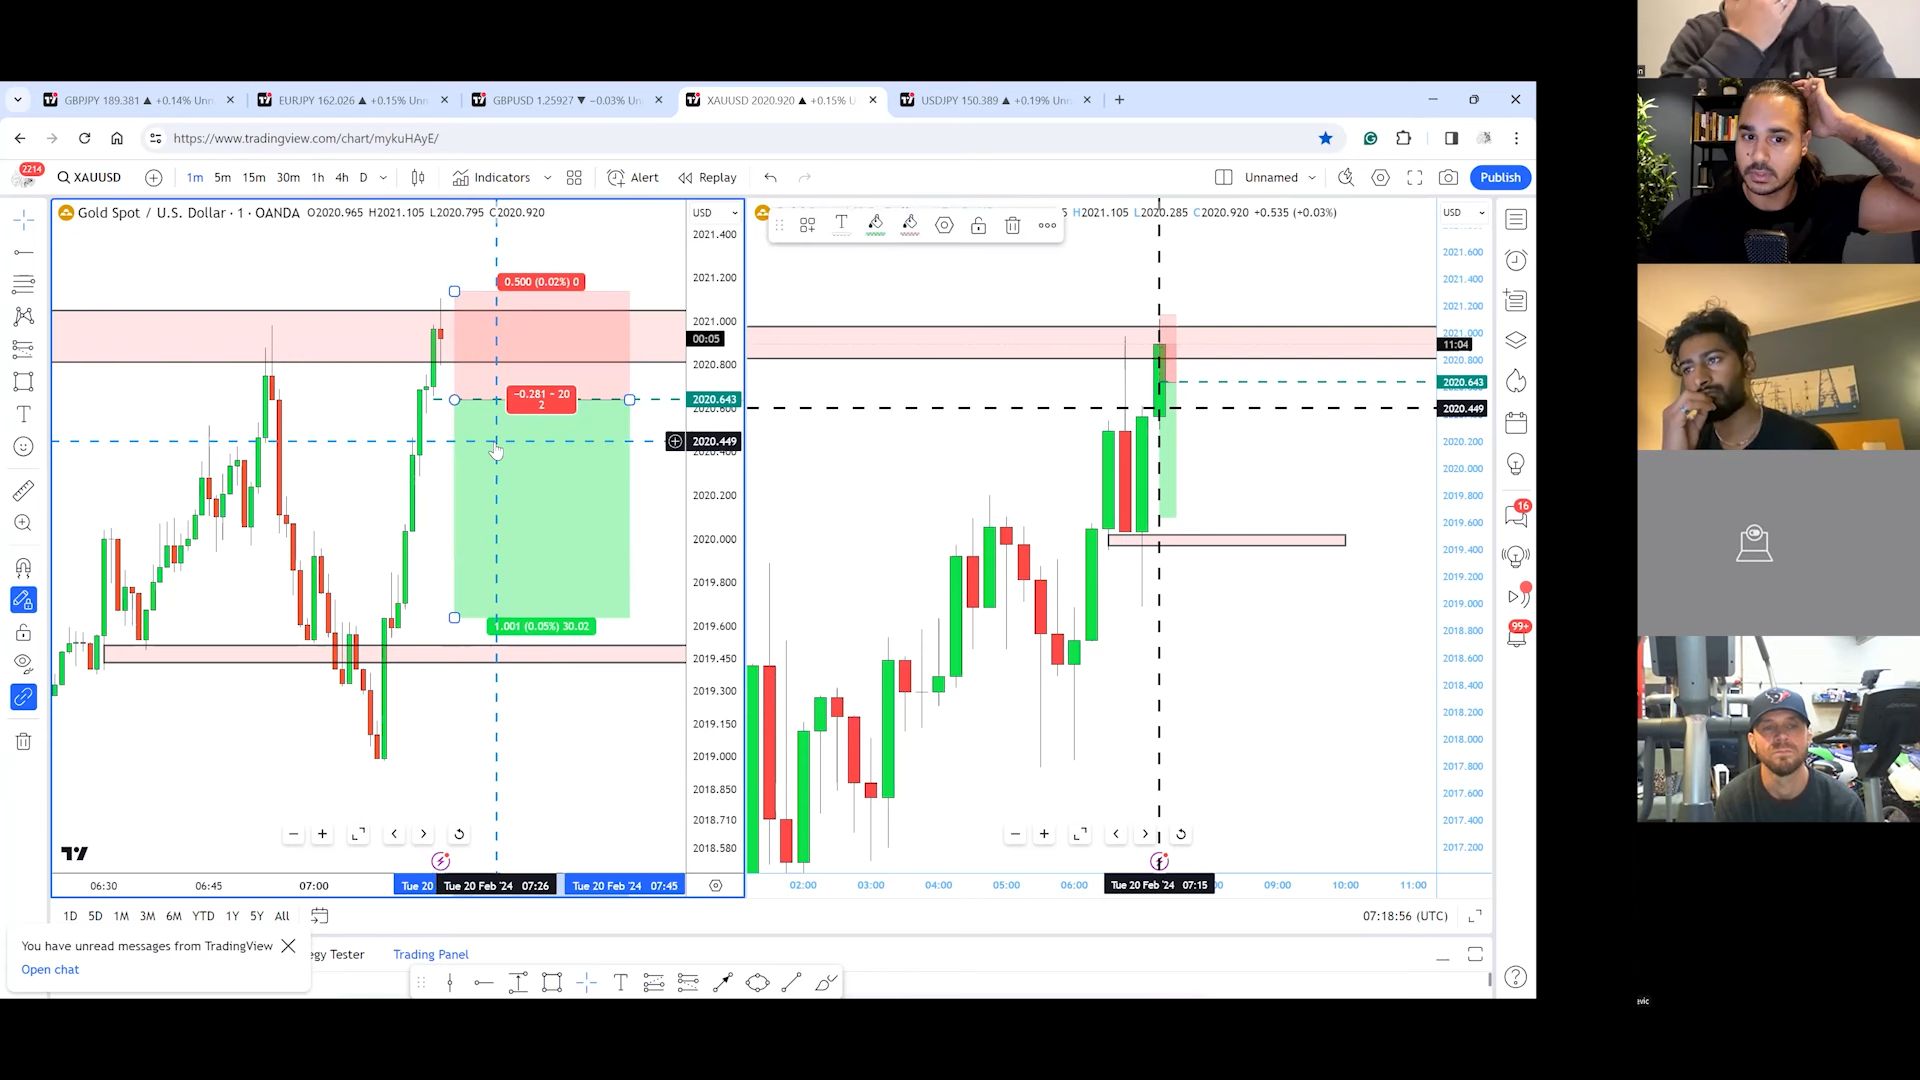 GBPJPY 189.381 ▲ +0.14% Unn
EURJPY 162.026 ▲ +0.15% Unn
GBPUSD 1.25927 ▼ −0.03% Un
XAUUSD 2020.920 ▲ +0.15% U
USDJPY 150.389 ▲ +0.19% Unn
https://www.tradingview.com/chart/mykuHAyE/
2214
XAUUSD
1m 5m 15m 30m 1h 4h D
Indicators
Alert
Replay
Unnamed
Publish
Gold Spot / U.S. Dollar · 1 · OANDA O2020.965 H2021.105 L2020.795 C2020.920
USD
2021.400
2021.200
2021.000
00:05
2020.800
2020.643
2020.449
2020.200
2020.000
2019.800
2019.600
2019.450
2019.300
2019.150
2019.000
2018.850
2018.710
2018.580
0.500 (0.02%) 0
−0.281 - 20
2
1.001 (0.05%) 30.02
06:30 06:45 07:00 Tue 20 Tue 20 Feb '24 07:26 Tue 20 Feb '24 07:45
H2021.105 L2020.285 C2020.920 +0.535 (+0.03%)
USD
2021.600
2021.400
2021.200
2021.000
11:04
2020.800
2020.643
2020.449
2020.200
2020.000
2019.800
2019.600
2019.400
2019.200
2019.000
2018.800
2018.600
2018.400
2018.200
2018.000
2017.800
2017.600
2017.400
2017.200
02:00 03:00 04:00 05:00 06:00 Tue 20 Feb '24 07:15 09:00 10:00 11:00
16
99+
1D 5D 1M 3M 6M YTD 1Y 5Y All
07:18:56 (UTC)
You have unread messages from TradingView
Open chat
egy Tester
Trading Panel
evic